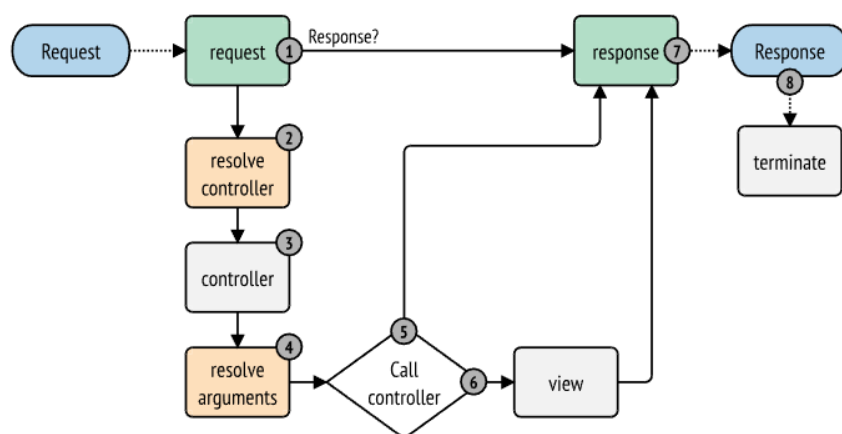 Request
request
1
Response?
response
7
Response
8
terminate
2
resolve
controller
3
controller
4
resolve
arguments
5
Call
controller
6
view